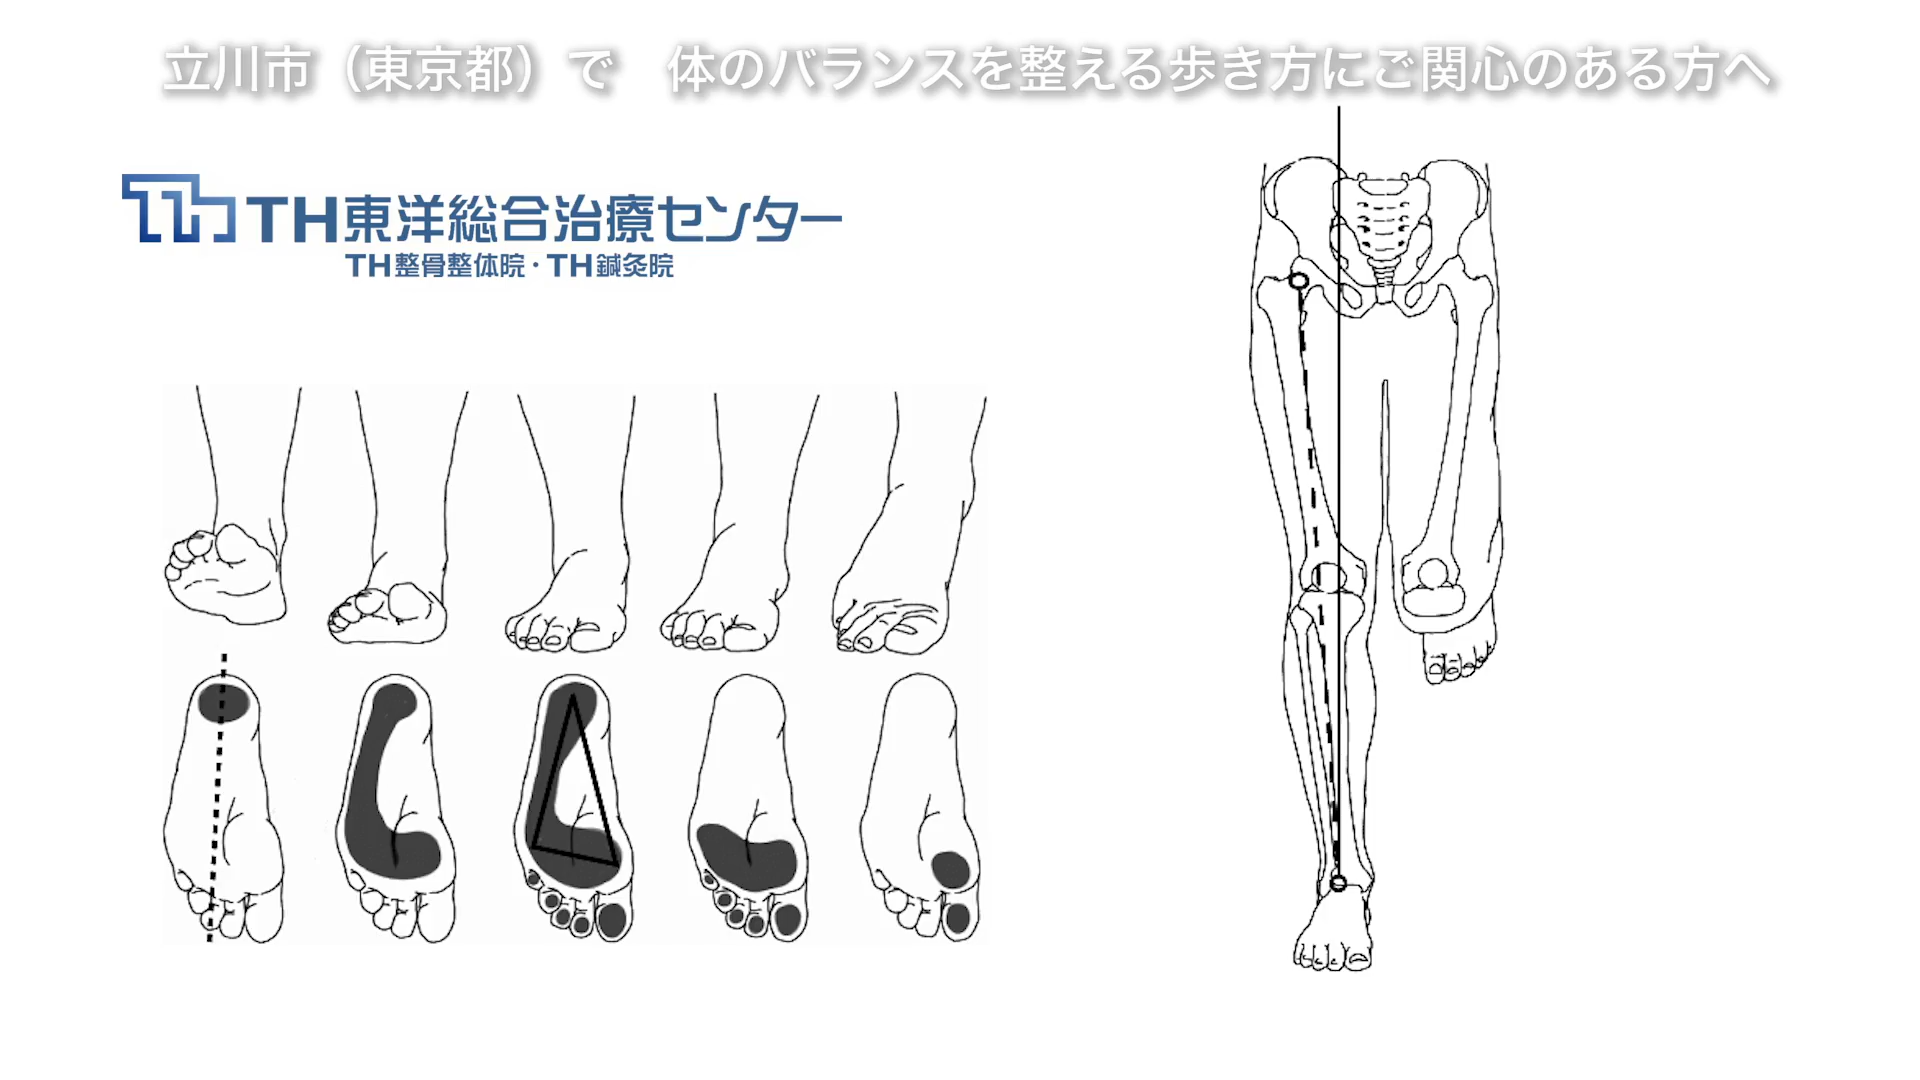 立川市（東京都）で　体のバランスを整える歩き方にご関心のある方へ
TH東洋総合治療センター
TH整骨整体院・TH鍼灸院